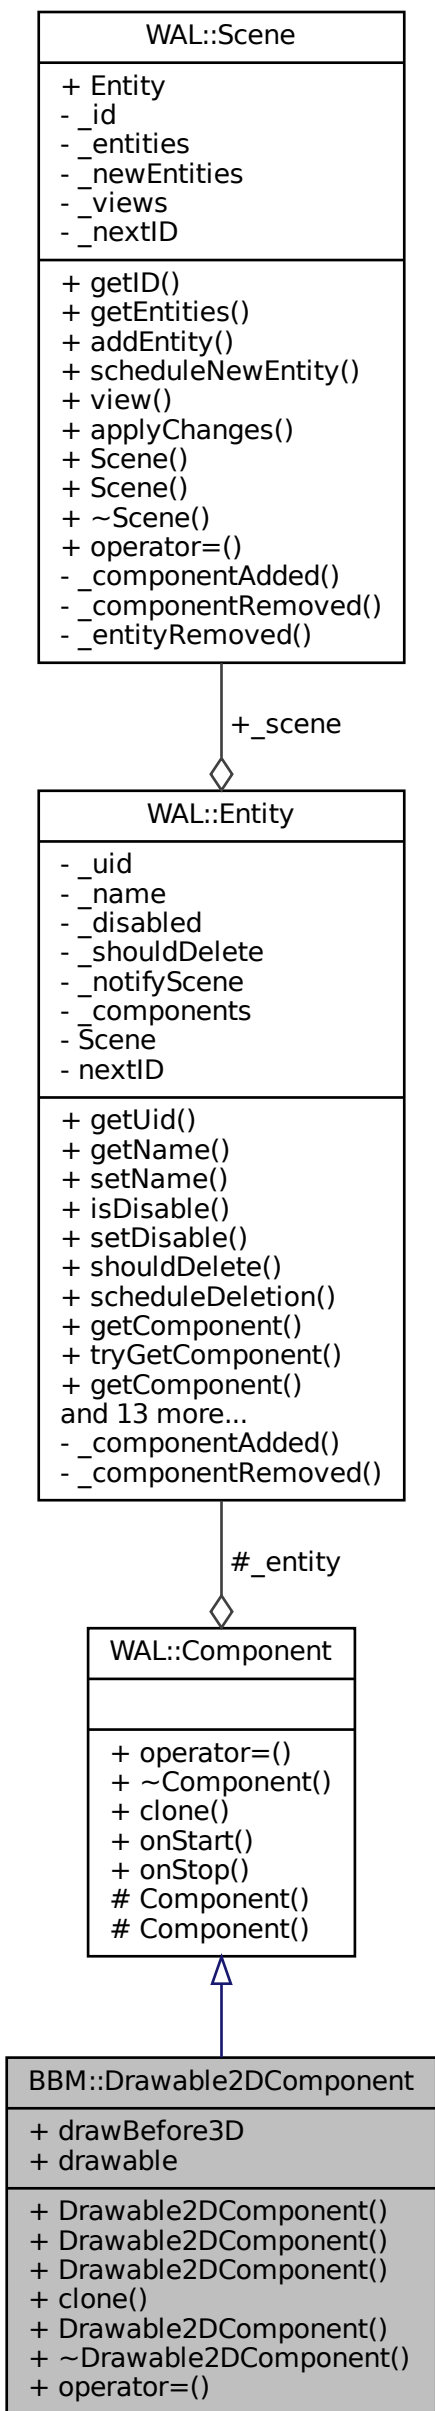 WAL::Scene
+ Entity
- _id
- _entities
- _newEntities
- _views
- _nextID
+ getID()
+ getEntities()
+ addEntity()
+ scheduleNewEntity()
+ view()
+ applyChanges()
+ Scene()
+ Scene()
+ ~Scene()
+ operator=()
- _componentAdded()
- _componentRemoved()
- _entityRemoved()
+_scene
WAL::Entity
- _uid
- _name
- _disabled
- _shouldDelete
- _notifyScene
- _components
- Scene
- nextID
+ getUid()
+ getName()
+ setName()
+ isDisable()
+ setDisable()
+ shouldDelete()
+ scheduleDeletion()
+ getComponent()
+ tryGetComponent()
+ getComponent()
and 13 more...
- _componentAdded()
- _componentRemoved()
#_entity
WAL::Component
+ operator=()
+ ~Component()
+ clone()
+ onStart()
+ onStop()
# Component()
# Component()
BBM::Drawable2DComponent
+ drawBefore3D
+ drawable
+ Drawable2DComponent()
+ Drawable2DComponent()
+ Drawable2DComponent()
+ clone()
+ Drawable2DComponent()
+ ~Drawable2DComponent()
+ operator=()